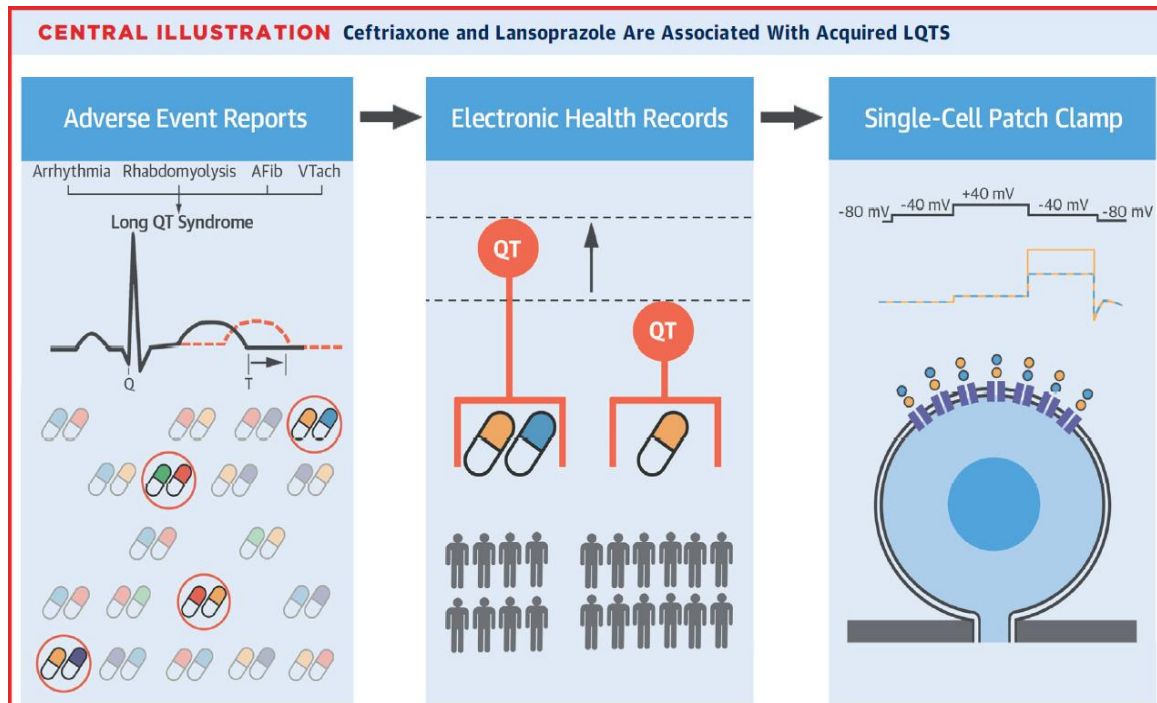 CENTRAL ILLUSTRATION Ceftriaxone and Lansoprazole Are Associated With Acquired LQTS
Adverse Event Reports
Arrhythmia Rhabdomyolysis AFib VTach
Long QT Syndrome
Q T
Electronic Health Records
QT
QT
Single-Cell Patch Clamp
-80 mV -40 mV +40 mV -40 mV -80 mV